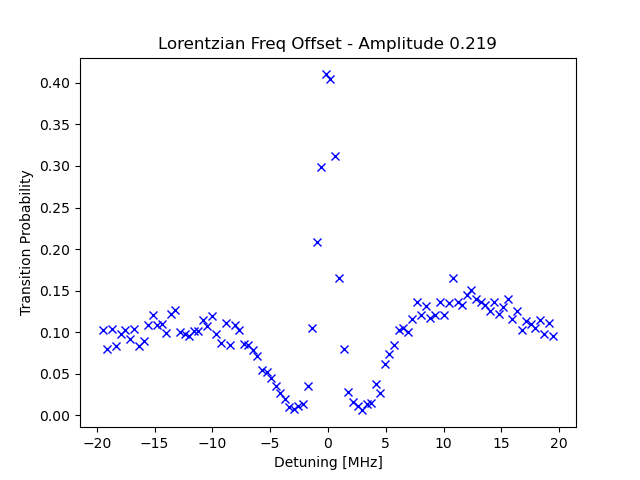 Lorentzian Freq Offset - Amplitude 0.219
Transition Probability
0.40
0.35
0.30
0.25
0.20
0.15
0.10
0.05
0.00
−20 −15 −10 −5 0 5 10 15 20
Detuning [MHz]